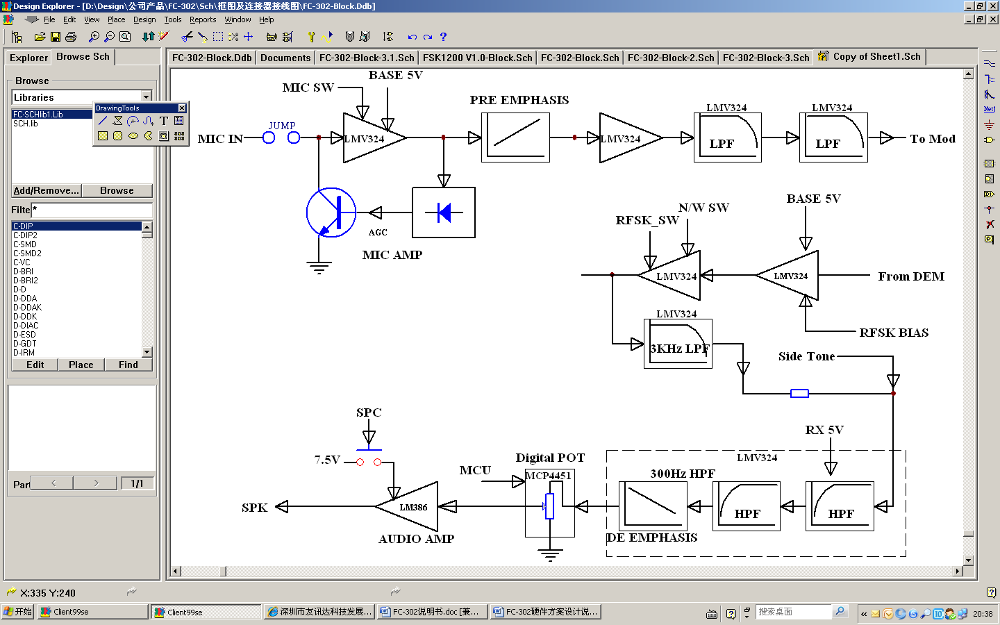 Design Explorer - [D:\Design\公司产品\FC-302\Sch\框图及连接器接线图\FC-302-Block.Ddb]
File Edit View Place Design Tools Reports Window Help
Explorer Browse Sch
FC-302-Block.Ddb Documents FC-302-Block-3.1.Sch FSK1200 V1.0-Block.Sch FC-302-Block.Sch FC-302-Block-2.Sch FC-302-Block-3.Sch Copy of Sheet1.Sch
Browse
Libraries
DrawingTools
FC-SCHlib1.Lib
SCH.lib
Add/Remove... Browse
Filte *
C-DIP
C-DIP2
C-SMD
C-SMD2
C-VC
D-BRI
D-BRI2
D-D
D-DDA
D-DDAK
D-DDK
D-DIAC
D-ESD
D-GDT
D-IRM
Edit Place Find
Part < > 1/1
BASE 5V
MIC SW
PRE EMPHASIS
LMV324 LMV324
JUMP
MIC IN
LMV324 LMV324
LPF LPF
To Mod
AGC
MIC AMP
BASE 5V
N/W SW
RFSK_SW
LMV324 LMV324
From DEM
LMV324
RFSK BIAS
3KHz LPF
Side Tone
SPC
RX 5V
7.5V
Digital POT
LMV324
MCU
MCP4451
300Hz HPF
SPK
LM386
HPF HPF
AUDIO AMP
DE EMPHASIS
X:335 Y:240
开始 Client99se Client99se 深圳市友讯达科技发展... FC-302说明书.doc [兼... FC-302硬件方案设计说... 搜索桌面 20:38